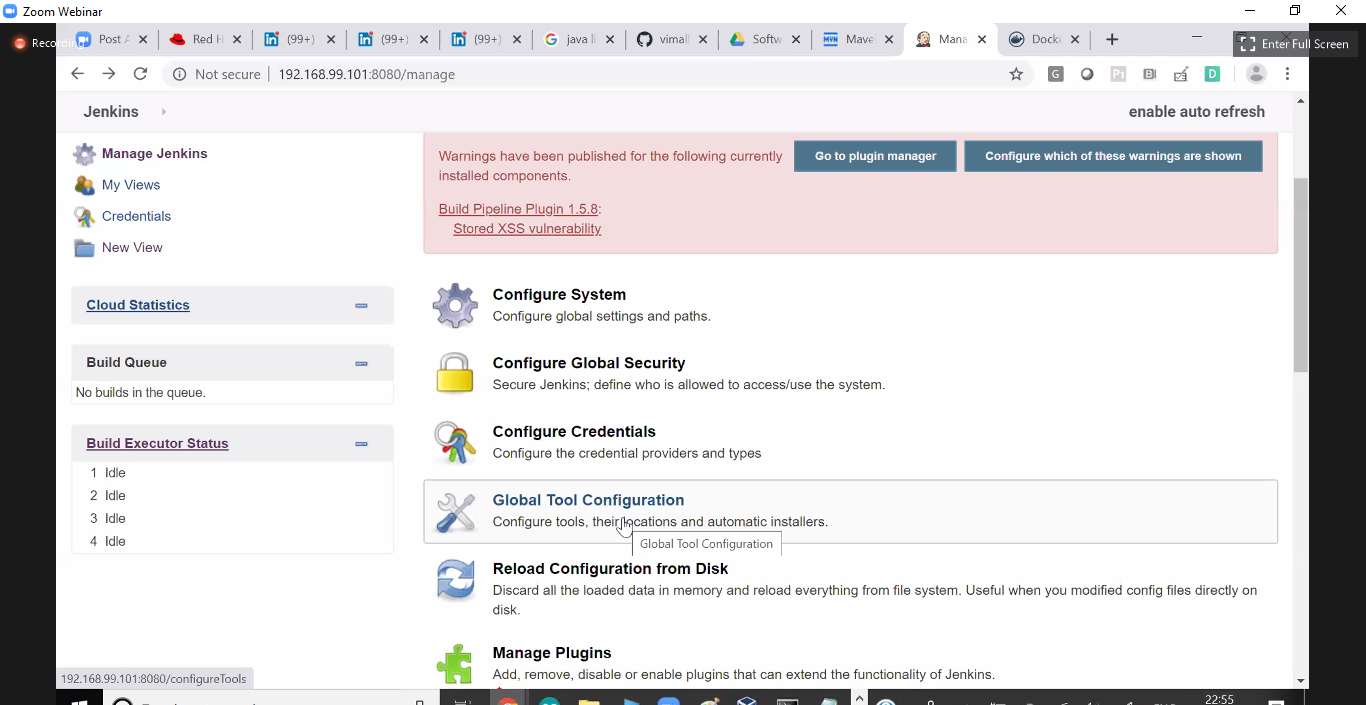 Zoom Webinar
Recording
Post A
Red H
(99+)
(99+)
(99+)
java li
vimall
Softw
Mave
Mana
Dock
Enter Full Screen
Not secure
192.168.99.101:8080/manage
Jenkins
enable auto refresh
Manage Jenkins
My Views
Credentials
New View
Cloud Statistics
Build Queue
No builds in the queue.
Build Executor Status
1 Idle
2 Idle
3 Idle
4 Idle
Warnings have been published for the following currently
installed components.
Go to plugin manager
Configure which of these warnings are shown
Build Pipeline Plugin 1.5.8:
Stored XSS vulnerability
Configure System
Configure global settings and paths.
Configure Global Security
Secure Jenkins; define who is allowed to access/use the system.
Configure Credentials
Configure the credential providers and types
Global Tool Configuration
Configure tools, their locations and automatic installers.
Global Tool Configuration
Reload Configuration from Disk
Discard all the loaded data in memory and reload everything from file system. Useful when you modified config files directly on
disk.
Manage Plugins
Add, remove, disable or enable plugins that can extend the functionality of Jenkins.
192.168.99.101:8080/configureTools
22:55